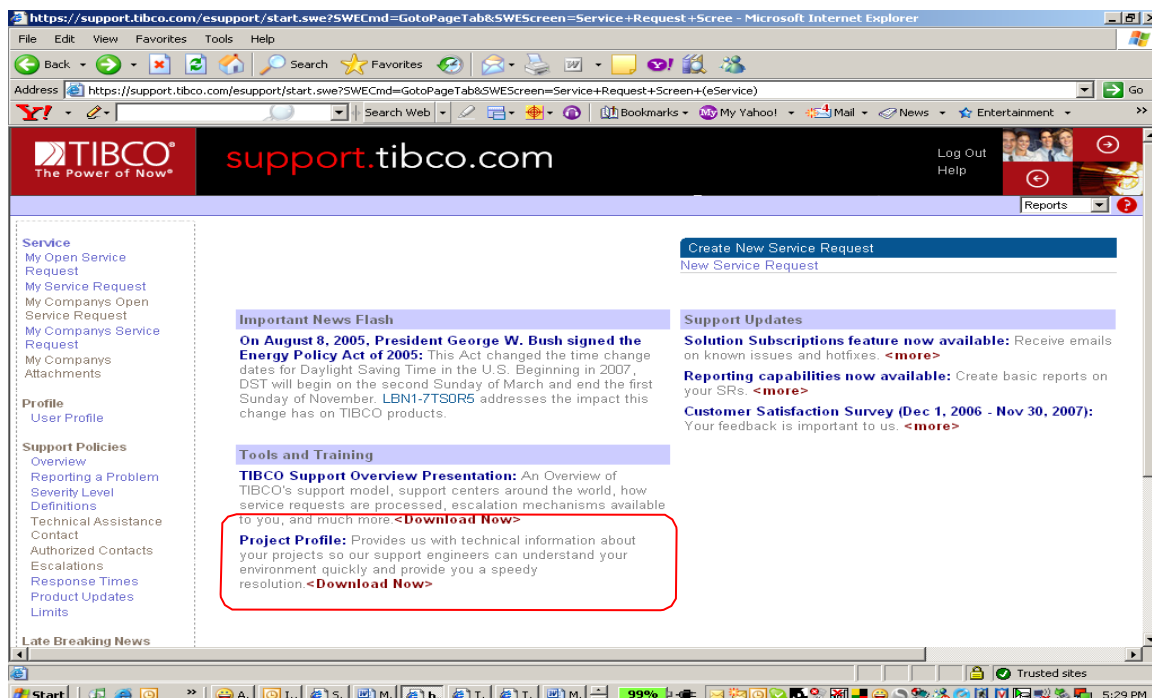 https://support.tibco.com/esupport/start.swe?SWECmd=GotoPageTab&SWEScreen=Service+Request+Scree - Microsoft Internet Explorer
File Edit View Favorites Tools Help
Back Search Favorites
Address https://support.tibco.com/esupport/start.swe?SWECmd=GotoPageTab&SWEScreen=Service+Request+Screen+(eService) Go
Y! Search Web Bookmarks My Yahoo! Mail News Entertainment >>
TIBCO®
The Power of Now®
support.tibco.com
Log Out
Help
Reports
Service
My Open Service
Request
My Service Request
My Companys Open
Service Request
My Companys Service
Request
My Companys
Attachments
Profile
User Profile
Support Policies
Overview
Reporting a Problem
Severity Level
Definitions
Technical Assistance
Contact
Authorized Contacts
Escalations
Response Times
Product Updates
Limits
Late Breaking News
Create New Service Request
New Service Request
Important News Flash
On August 8, 2005, President George W. Bush signed the
Energy Policy Act of 2005: This Act changed the time change
dates for Daylight Saving Time in the U.S. Beginning in 2007,
DST will begin on the second Sunday of March and end the first
Sunday of November. LBN1-7TS0R5 addresses the impact this
change has on TIBCO products.
Support Updates
Solution Subscriptions feature now available: Receive emails
on known issues and hotfixes. <more>
Reporting capabilities now available: Create basic reports on
your SRs. <more>
Customer Satisfaction Survey (Dec 1, 2006 - Nov 30, 2007):
Your feedback is important to us. <more>
Tools and Training
TIBCO Support Overview Presentation: An Overview of
TIBCO's support model, support centers around the world, how
service requests are processed, escalation mechanisms available
to you, and much more.<Download Now>
Project Profile: Provides us with technical information about
your projects so our support engineers can understand your
environment quickly and provide you a speedy
resolution.<Download Now>
Trusted sites
Start >> A. I.. S. M. h. T. T. M. 99% 5:29 PM